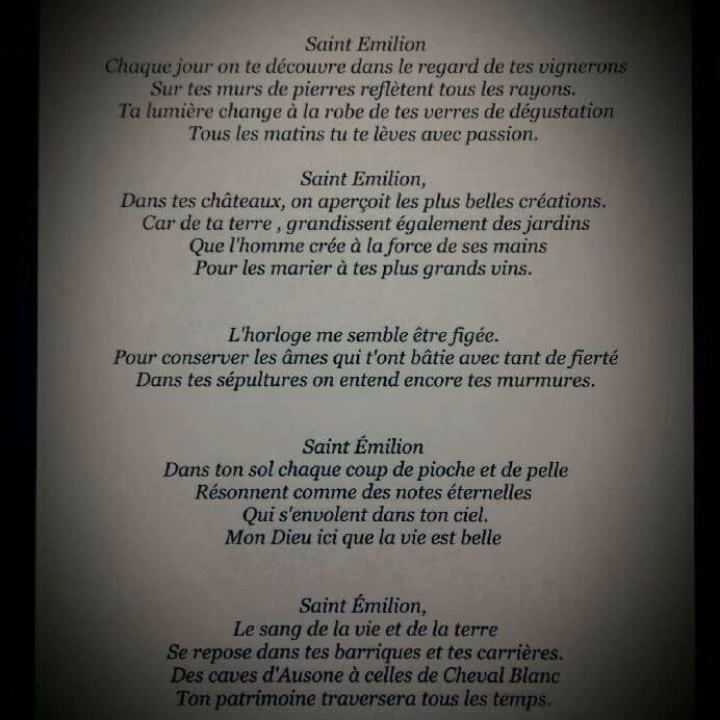 Saint Emilion
Chaque jour on te découvre dans le regard de tes vignerons
Sur tes murs de pierres reflètent tous les rayons.
Ta lumière change à la robe de tes verres de dégustation
Tous les matins tu te lèves avec passion.
Saint Emilion,
Dans tes châteaux, on aperçoit les plus belles créations.
Car de ta terre , grandissent également des jardins
Que l'homme crée à la force de ses mains
Pour les marier à tes plus grands vins.
L'horloge me semble être figée.
Pour conserver les âmes qui t'ont bâtie avec tant de fierté
Dans tes sépultures on entend encore tes murmures.
Saint Émilion
Dans ton sol chaque coup de pioche et de pelle
Résonnent comme des notes éternelles
Qui s'envolent dans ton ciel.
Mon Dieu ici que la vie est belle
Saint Émilion,
Le sang de la vie et de la terre
Se repose dans tes barriques et tes carrières.
Des caves d'Ausone à celles de Cheval Blanc
Ton patrimoine traversera tous les temps.